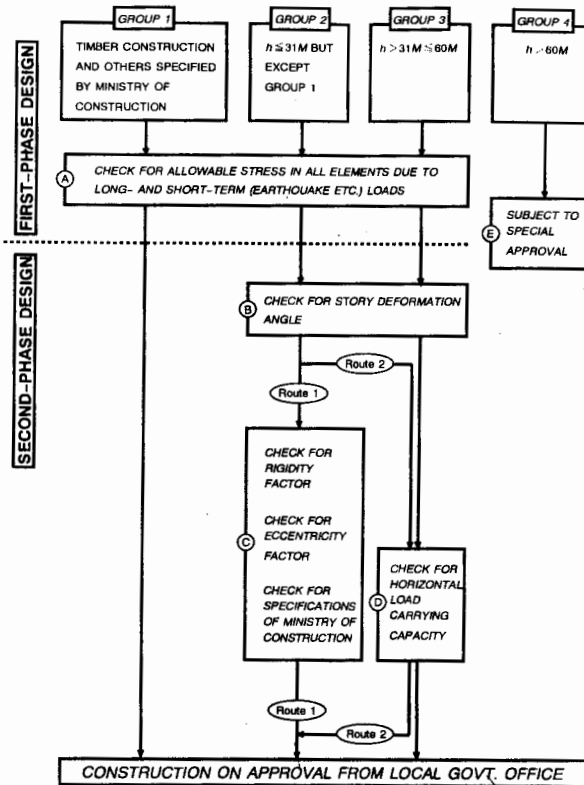 GROUP 1
TIMBER CONSTRUCTION
AND OTHERS SPECIFIED
BY MINISTRY OF
CONSTRUCTION
GROUP 2
h ≦ 31M BUT
EXCEPT
GROUP 1
GROUP 3
h > 31M ≦ 60M
GROUP 4
h > 60M
FIRST-PHASE DESIGN
A
CHECK FOR ALLOWABLE STRESS IN ALL ELEMENTS DUE TO
LONG- AND SHORT-TERM (EARTHOUAKE ETC.) LOADS
E
SUBJECT TO
SPECIAL
APPROVAL
SECOND-PHASE DESIGN
B
CHECK FOR STORY DEFORMATION
ANGLE
Route 2
Route 1
C
CHECK FOR
RIGIDITY
FACTOR
CHECK FOR
ECCENTRICITY
FACTOR
CHECK FOR
SPECIFICATIONS
OF MINISTRY OF
CONSTRUCTION
D
CHECK FOR
HORIZONTAL
LOAD
CARRYING
CAPACITY
Route 1
Route 2
CONSTRUCTION ON APPROVAL FROM LOCAL GOVT. OFFICE